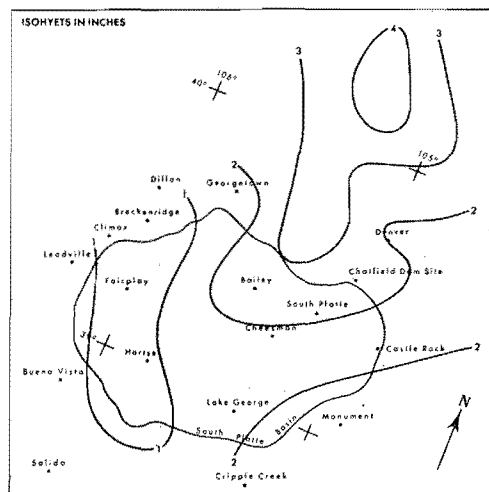 ISOHYETS IN INCHES
4
3
3
106°
40°
105°
2
Dillon
1
Georgetown
Breckenridge
2
Climax
Denver
1
Leadville
Chatfield Dam Site
Fairplay
Bailey
South Platte
Cheesman
39°
Hartsel
Castle Rock
2
Buena Vista
Lake George
Monument
South Platte Basin
N
1
2
Salida
Cripple Creek